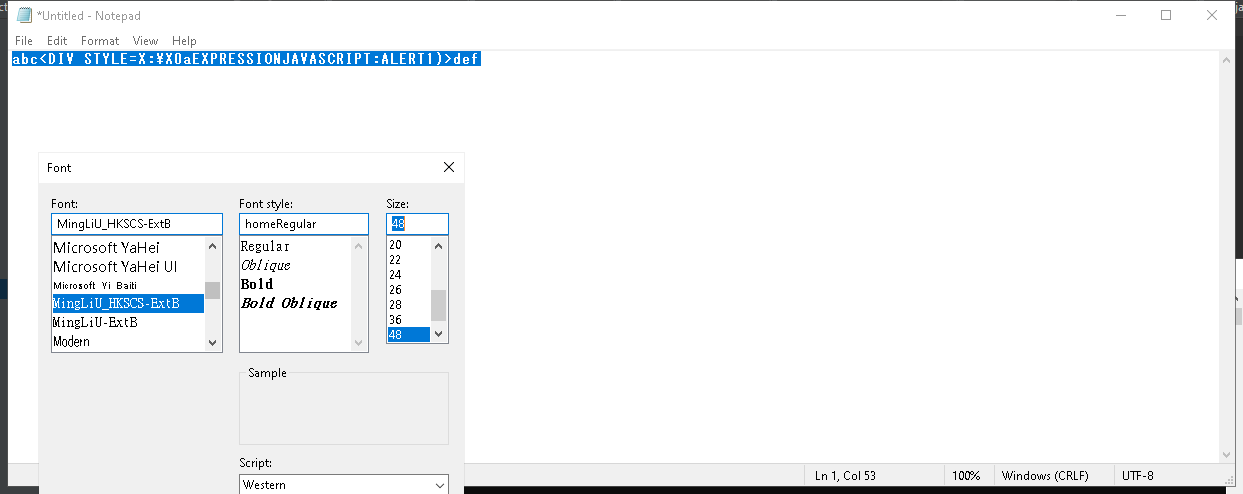 *Untitled - Notepad
File Edit Format View Help
abc<DIV STYLE=X:¥X0aEXPRESSIONJAVASCRIPT:ALERT1)>def
Font
Font: Font style: Size:
MingLiU_HKSCS-ExtB homeRegular 48
Microsoft YaHei
Microsoft YaHei UI
Microsoft Yi Baiti
MingLiU_HKSCS-ExtB
MingLiU-ExtB
Modern
Regular
Oblique
Bold
Bold Oblique
20
22
24
26
28
36
48
Sample
Script:
Western
Ln 1, Col 53 100% Windows (CRLF) UTF-8